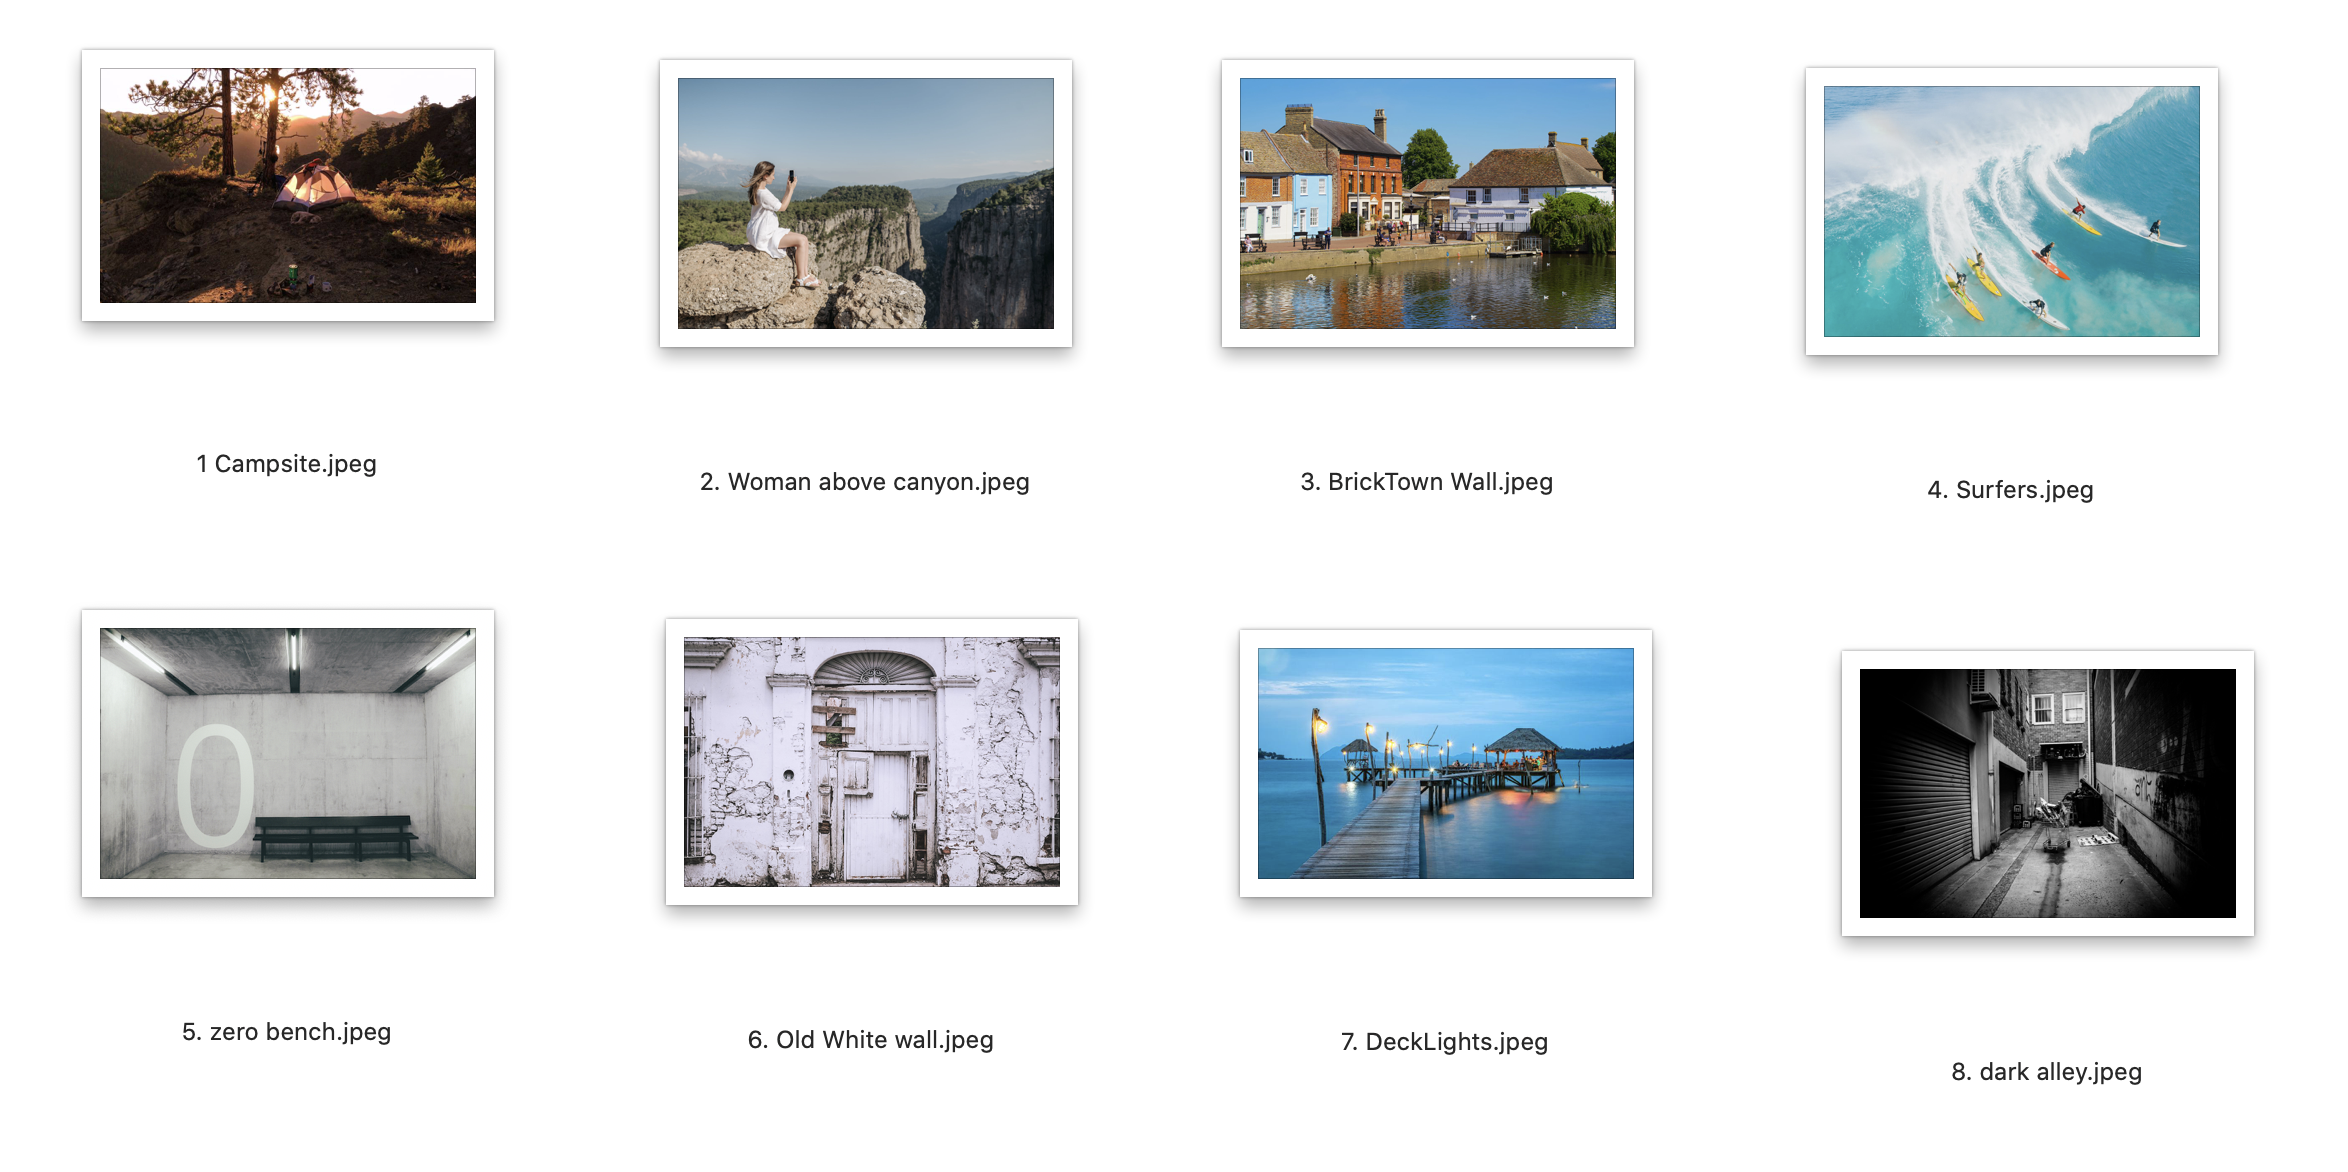 1 Campsite.jpeg
2. Woman above canyon.jpeg
3. BrickTown Wall.jpeg
4. Surfers.jpeg
0
5. zero bench.jpeg
6. Old White wall.jpeg
7. DeckLights.jpeg
8. dark alley.jpeg